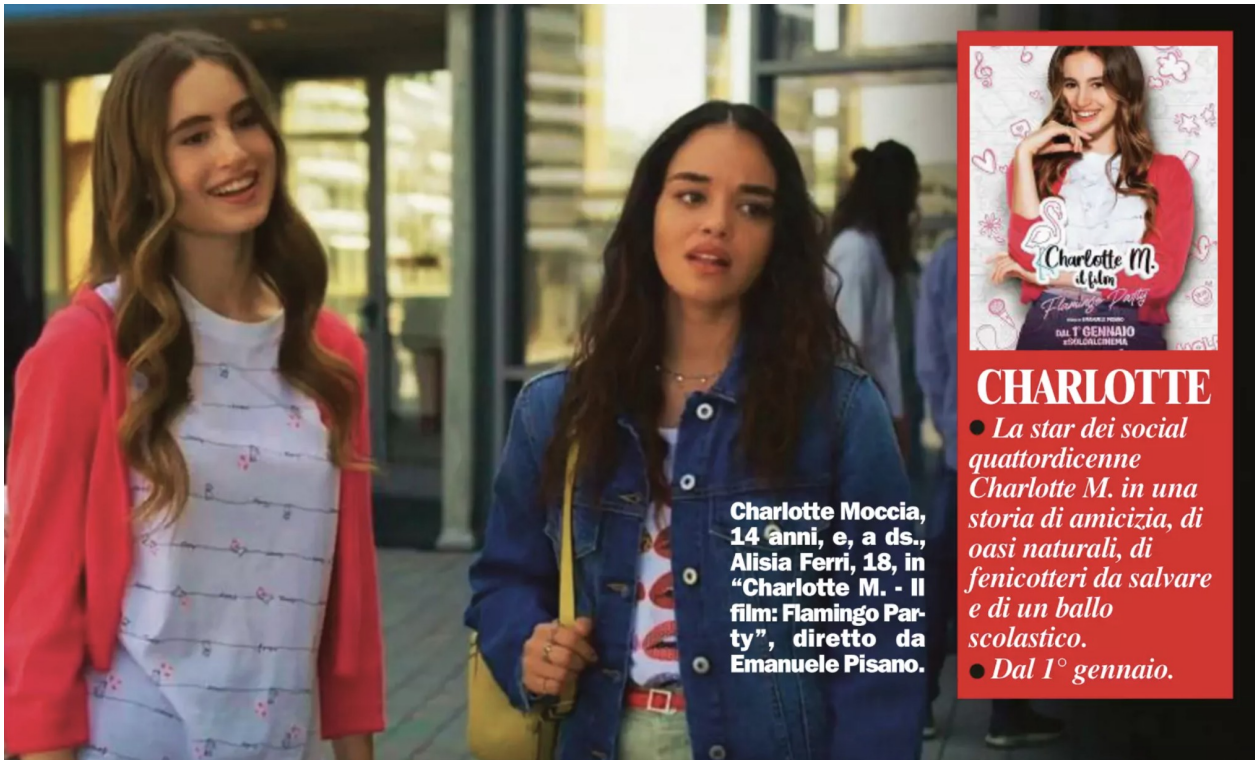 Charlotte M.
il film
Flamingo Party
DAL 1° GENNAIO
#SOLOALCINEMA
CHARLOTTE
● La star dei social
quattordicenne
Charlotte M. in una
storia di amicizia, di
oasi naturali, di
fenicotteri da salvare
e di un ballo
scolastico.
● Dal 1° gennaio.
Charlotte Moccia,
14 anni, e, a ds.,
Alisia Ferri, 18, in
“Charlotte M. - Il
film: Flamingo Par-
ty”, diretto da
Emanuele Pisano.